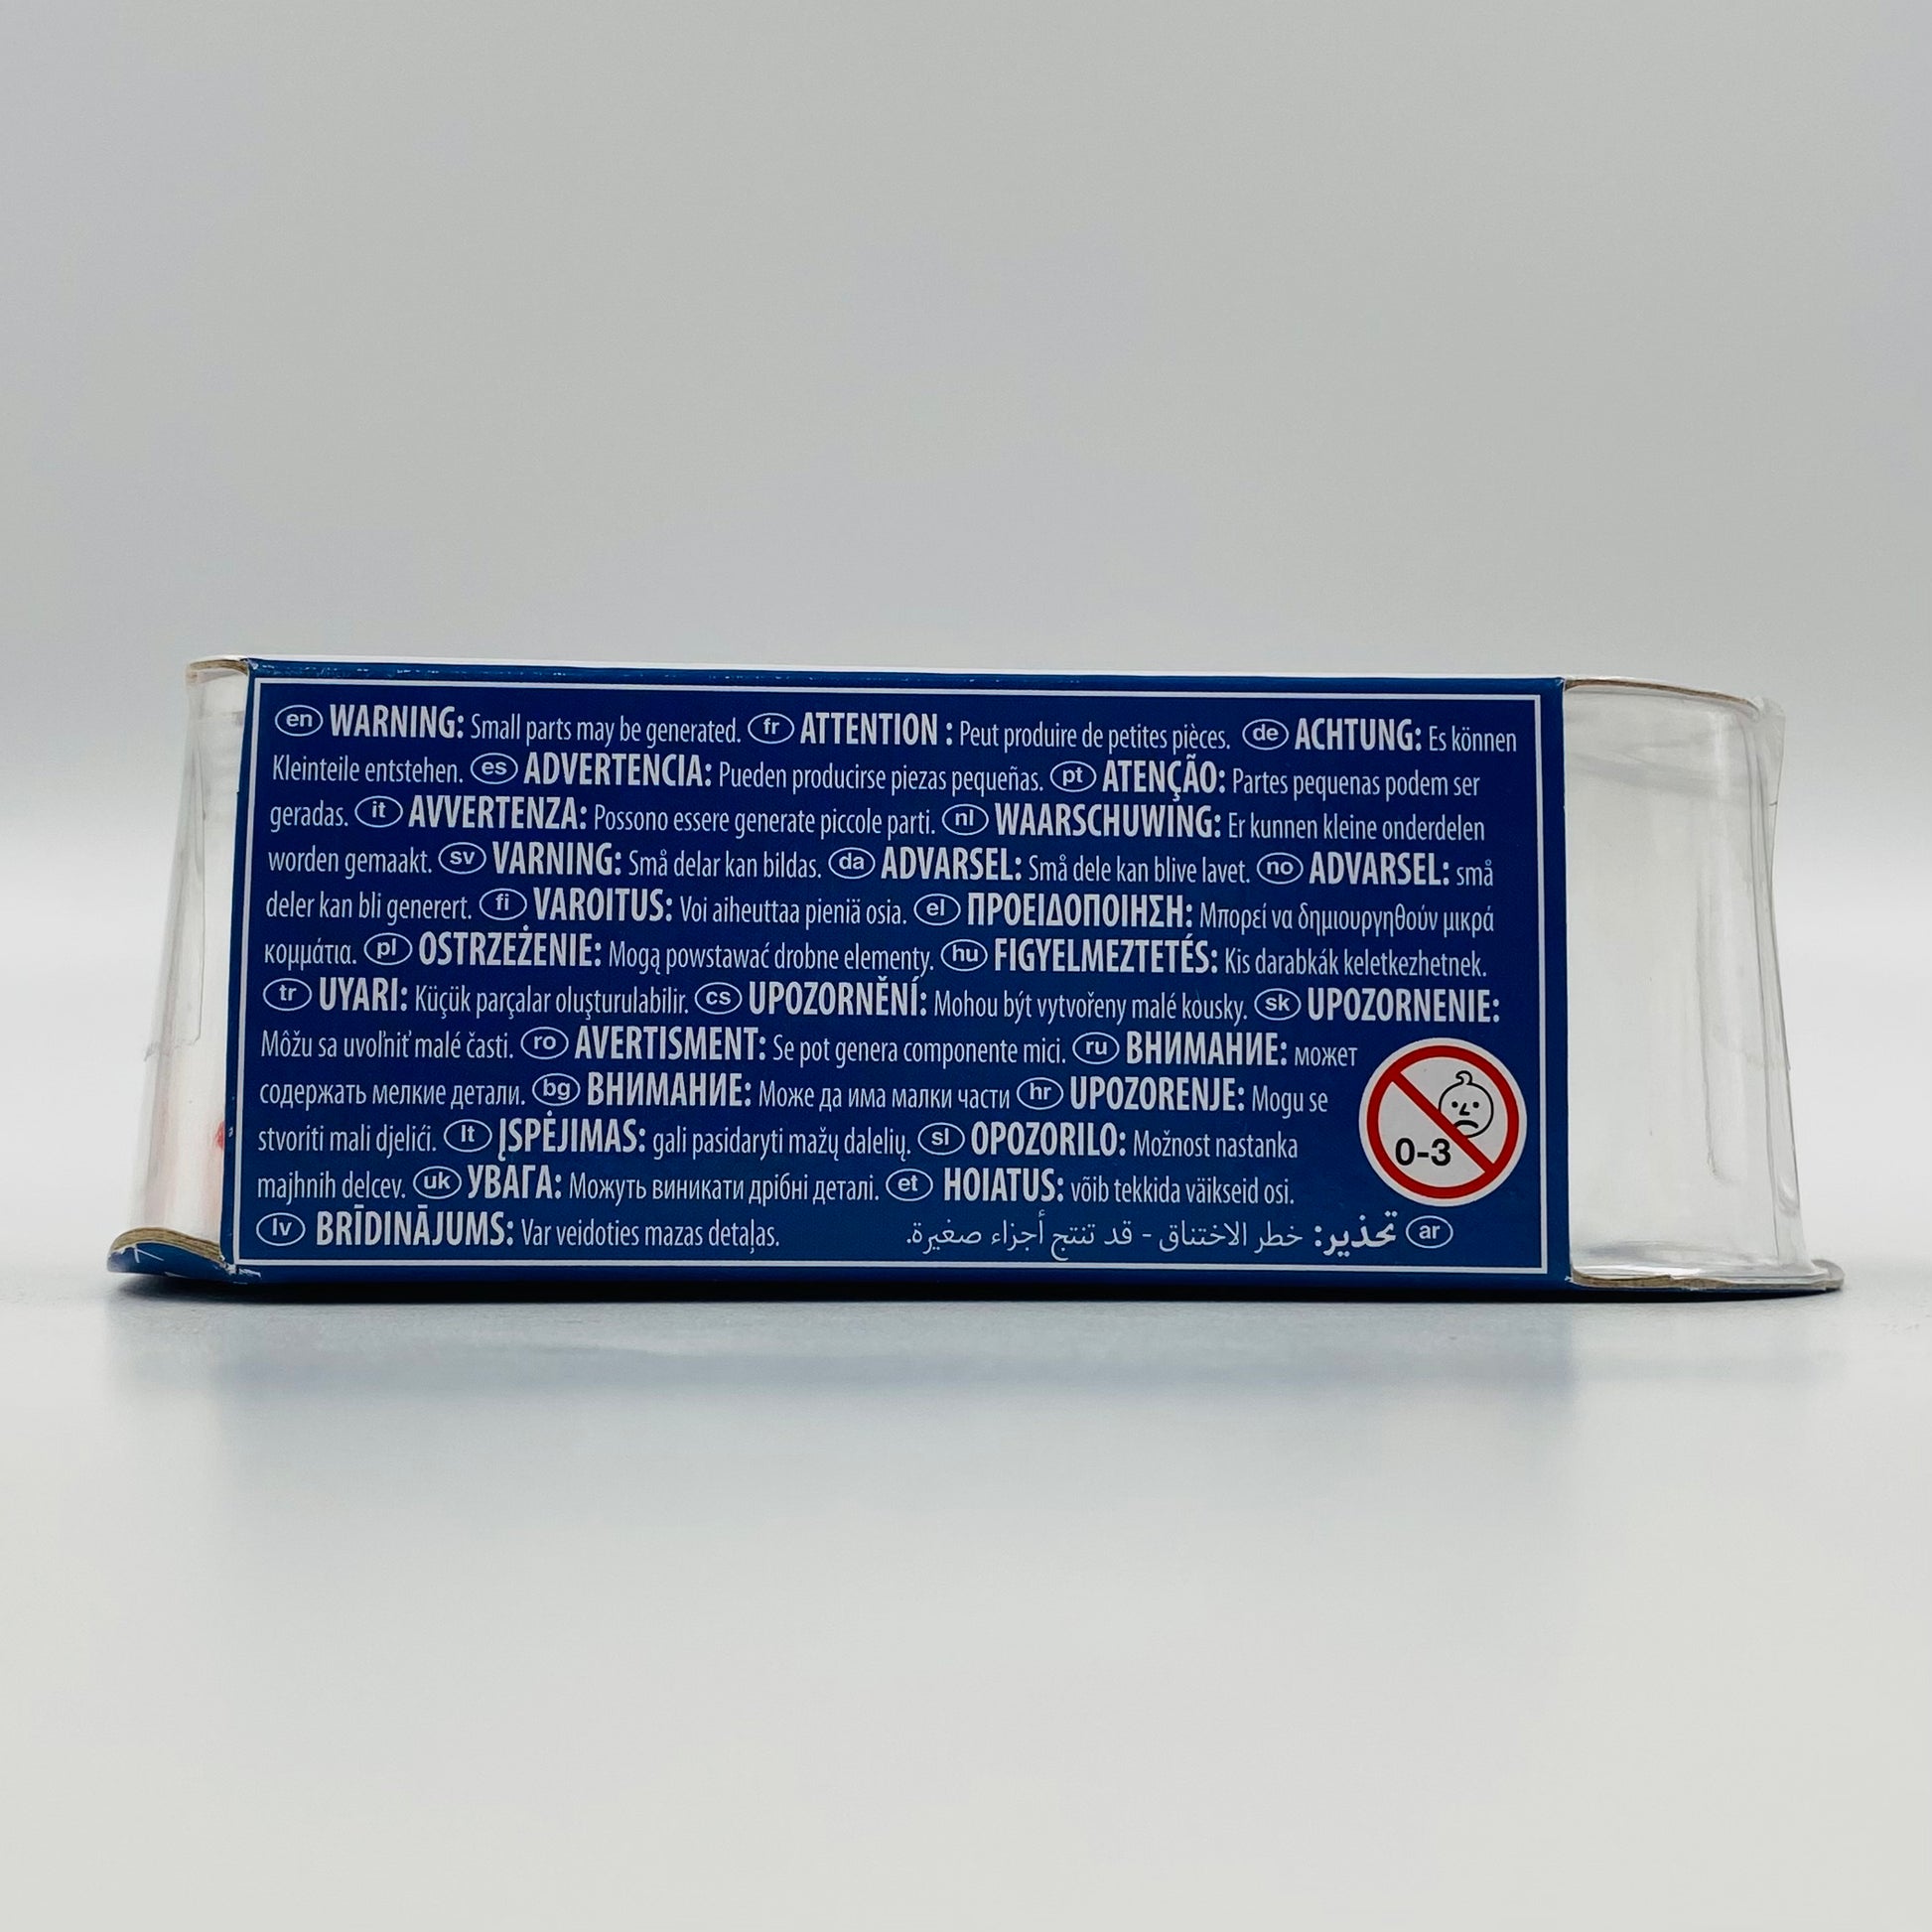 en WARNING: Small parts may be generated. fr ATTENTION : Peut produire de petites pièces. de ACHTUNG: Es können
Kleinteile entstehen. es ADVERTENCIA: Pueden producirse piezas pequeñas. pt ATENÇÃO: Partes pequenas podem ser
geradas. it AVVERTENZA: Possono essere generate piccole parti. nl WAARSCHUWING: Er kunnen kleine onderdelen
worden gemaakt. sv VARNING: Små delar kan bildas. da ADVARSEL: Små dele kan blive lavet. no ADVARSEL: små
deler kan bli generert. fi VAROITUS: Voi aiheuttaa pieniä osia. el ΠΡΟΕΙΔΟΠΟΙΗΣΗ: Μπορεί να δημιουργηθούν μικρά
κομμάτια. pl OSTRZEŻENIE: Mogą powstawać drobne elementy. hu FIGYELMEZTETÉS: Kis darabkák keletkezhetnek.
tr UYARI: Küçük parçalar oluşturulabilir. cs UPOZORNĚNÍ: Mohou být vytvořeny malé kousky. sk UPOZORNENIE:
Môžu sa uvoľniť malé časti. ro AVERTISMENT: Se pot genera componente mici. ru ВНИМАНИЕ: может
содержать мелкие детали. bg ВНИМАНИЕ: Може да има малки части hr UPOZORENJE: Mogu se
stvoriti mali djelići. lt ĮSPĖJIMAS: gali pasidaryti mažų dalelių. sl OPOZORILO: Možnost nastanka
majhnih delcev. uk УВАГА: Можуть виникати дрібні деталі. et HOIATUS: võib tekkida väikseid osi.
lv BRĪDINĀJUMS: Var veidoties mazas detaļas. ar تحذير: خطر الاختناق - قد تنتج أجزاء صغيرة.
0-3